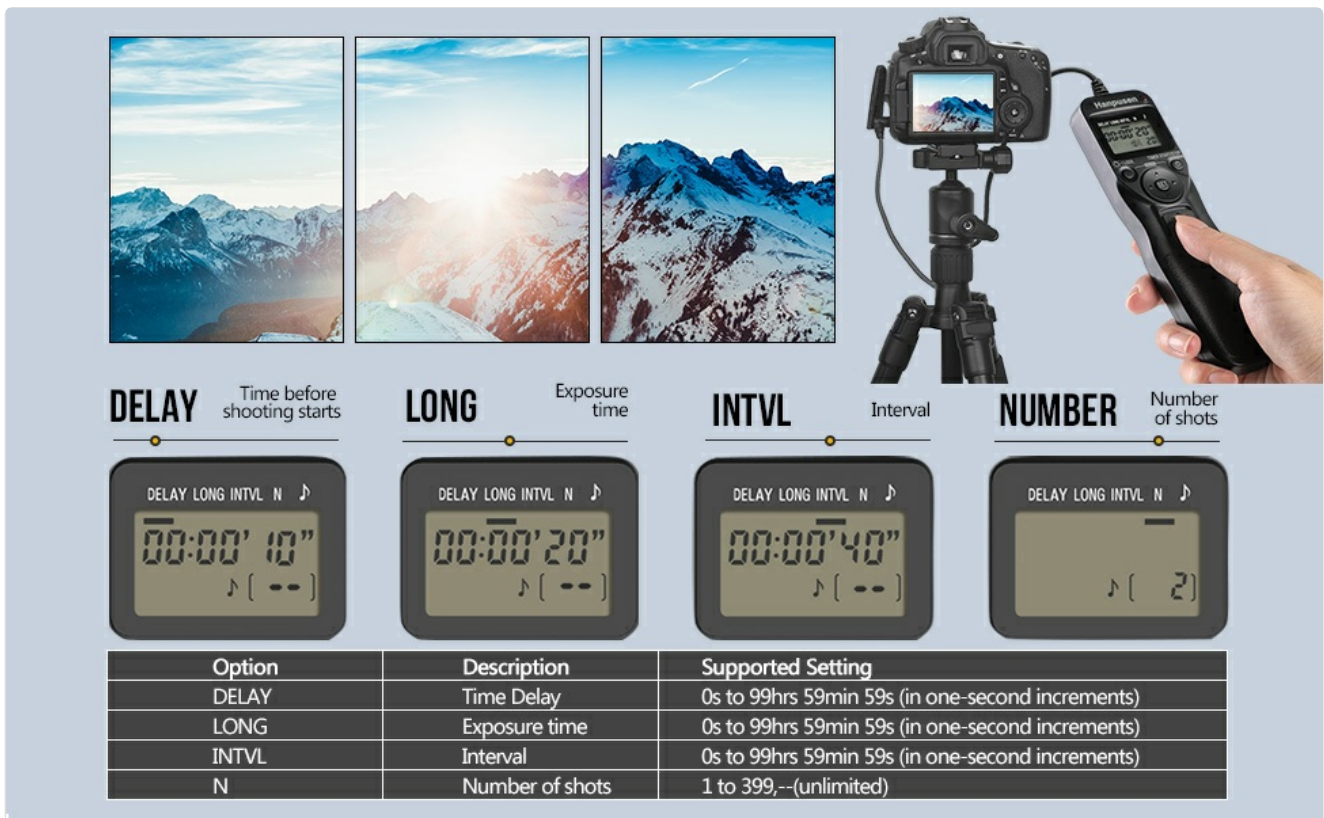 Hampusen
DELAY
Time before
shooting starts
LONG
Exposure
time
INTVL
Interval
NUMBER
Number
of shots
DELAY LONG INTVL N ♪
00:00' 10"
♪ [ -- ]
DELAY LONG INTVL N ♪
00:00' 20"
♪ [ -- ]
DELAY LONG INTVL N ♪
00:00' 40"
♪ [ -- ]
DELAY LONG INTVL N ♪
♪ [ 2]
Option Description Supported Setting
DELAY Time Delay 0s to 99hrs 59min 59s (in one-second increments)
LONG Exposure time 0s to 99hrs 59min 59s (in one-second increments)
INTVL Interval 0s to 99hrs 59min 59s (in one-second increments)
N Number of shots 1 to 399,--(unlimited)